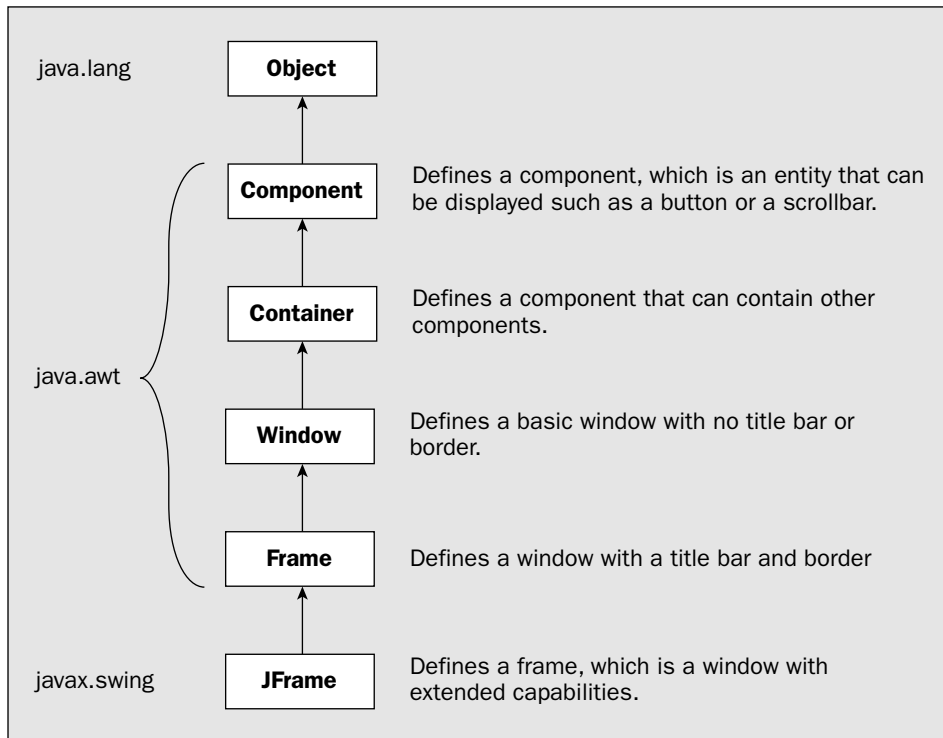 java.lang
Object
Component
Defines a component, which is an entity that can
be displayed such as a button or a scrollbar.
Container
Defines a component that can contain other
components.
java.awt
Window
Defines a basic window with no title bar or
border.
Frame
Defines a window with a title bar and border
javax.swing
JFrame
Defines a frame, which is a window with
extended capabilities.